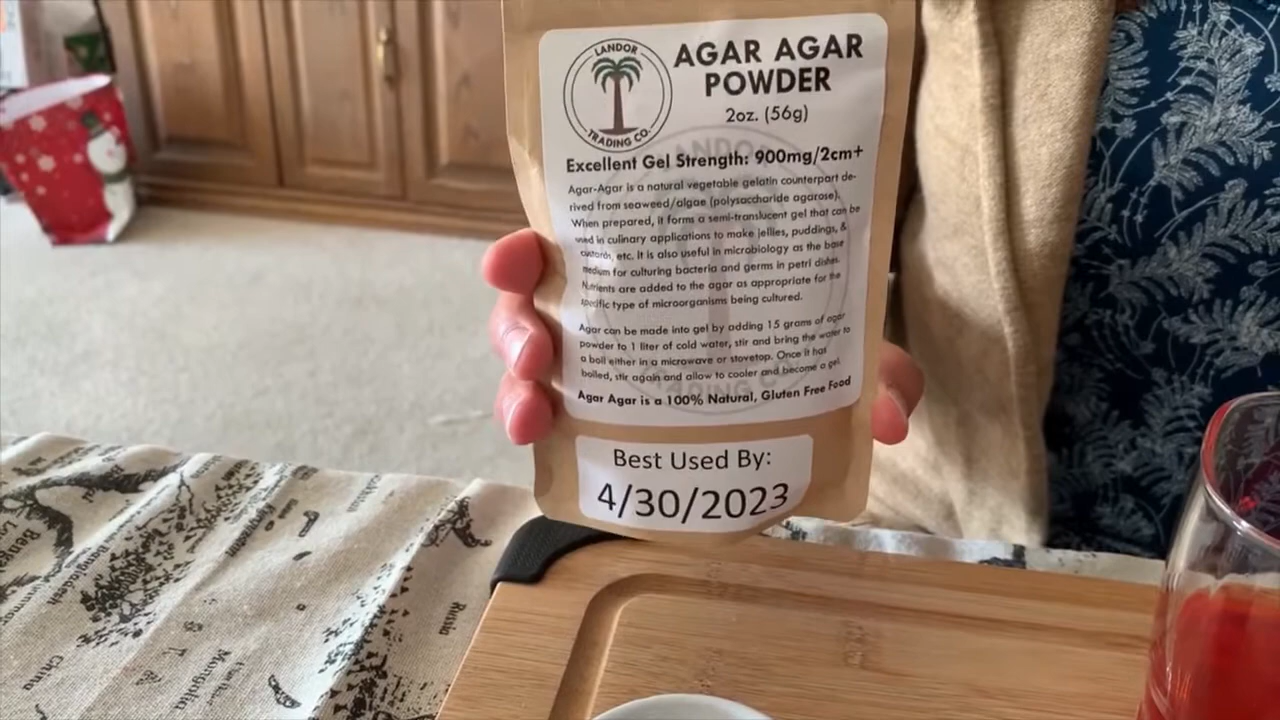 LANDOR
TRADING CO.
AGAR AGAR
POWDER
2oz. (56g)
Excellent Gel Strength: 900mg/2cm+
Agar-Agar is a natural vegetable gelatin counterpart de-
rived from seaweed/algae (polysaccharide agarose).
When prepared, it forms a semi-translucent gel that can be
used in culinary applications to make jellies, puddings, &
custards, etc. It is also useful in microbiology as the base
medium for culturing bacteria and germs in petri dishes.
Nutrients are added to the agar as appropriate for the
specific type of microorganisms being cultured.
Agar can be made into gel by adding 15 grams of agar
powder to 1 liter of cold water, stir and bring the water to
a boil either in a microwave or stovetop. Once it has
boiled, stir again and allow to cooler and become a gel.
Agar Agar is a 100% Natural, Gluten Free Food
Best Used By:
4/30/2023
Bangladesh
Mongolia
China
Russia